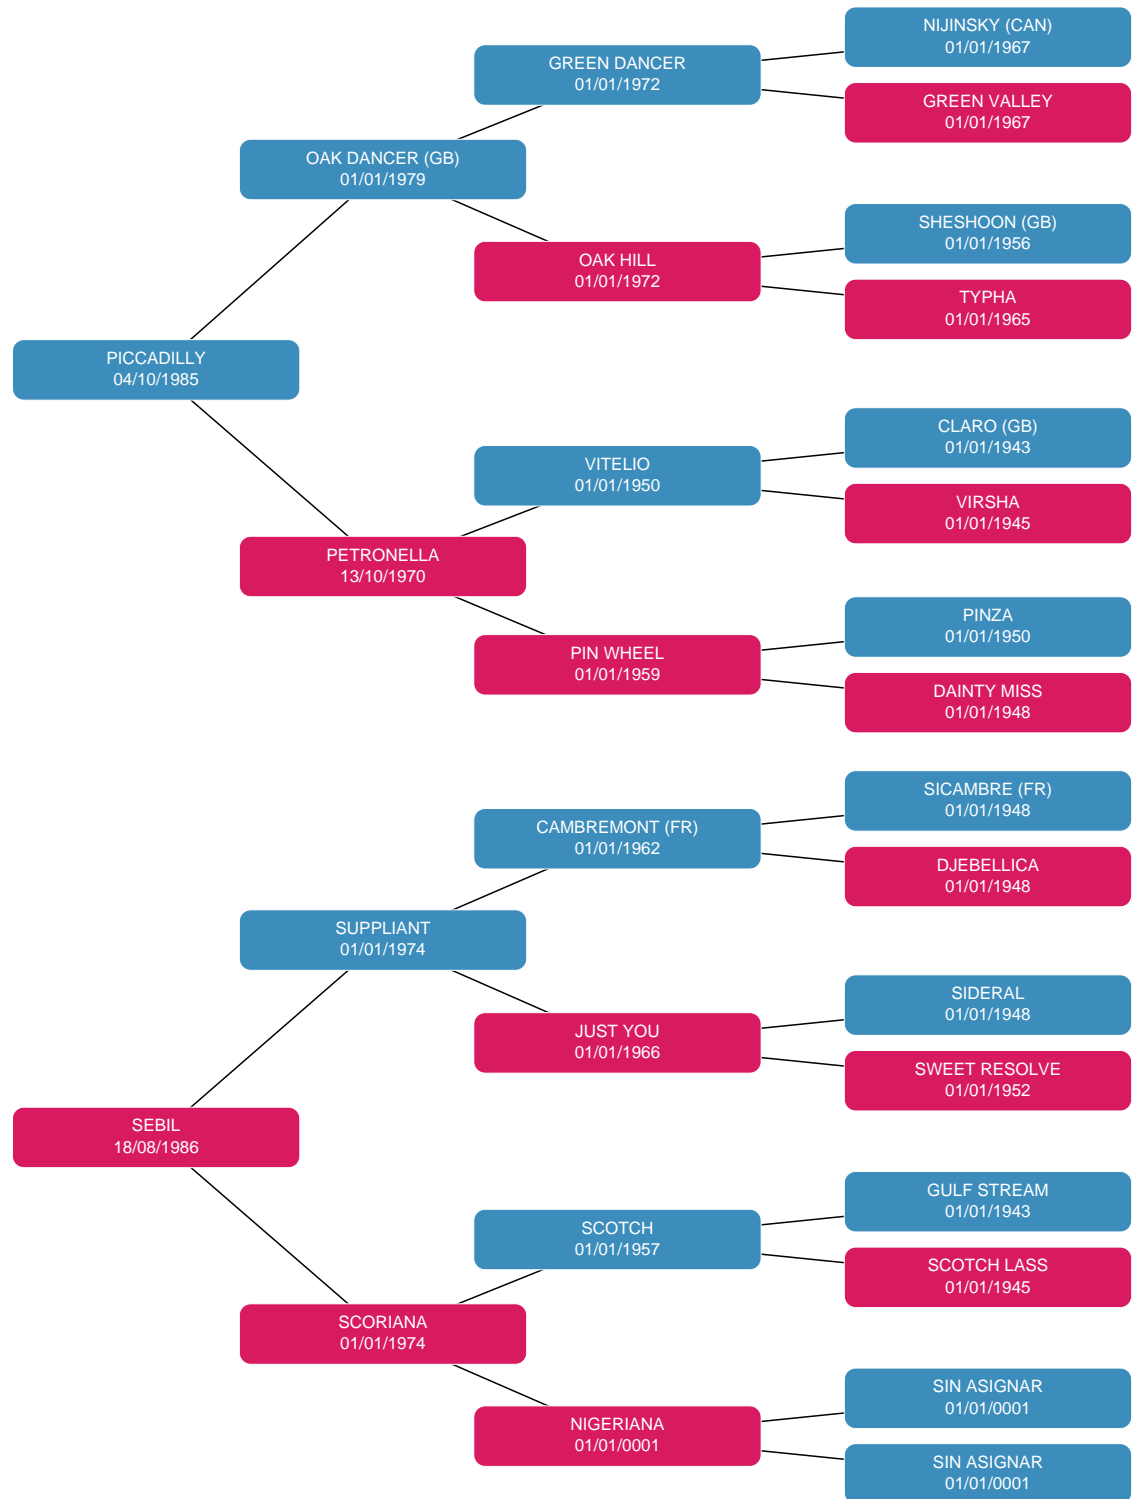 NIJINSKY (CAN)
01/01/1967
GREEN DANCER
01/01/1972
GREEN VALLEY
01/01/1967
OAK DANCER (GB)
01/01/1979
SHESHOON (GB)
01/01/1956
OAK HILL
01/01/1972
TYPHA
01/01/1965
PICCADILLY
04/10/1985
CLARO (GB)
01/01/1943
VITELIO
01/01/1950
VIRSHA
01/01/1945
PETRONELLA
13/10/1970
PINZA
01/01/1950
PIN WHEEL
01/01/1959
DAINTY MISS
01/01/1948
SICAMBRE (FR)
01/01/1948
CAMBREMONT (FR)
01/01/1962
DJEBELLICA
01/01/1948
SUPPLIANT
01/01/1974
SIDERAL
01/01/1948
JUST YOU
01/01/1966
SWEET RESOLVE
01/01/1952
SEBIL
18/08/1986
GULF STREAM
01/01/1943
SCOTCH
01/01/1957
SCOTCH LASS
01/01/1945
SCORIANA
01/01/1974
SIN ASIGNAR
01/01/0001
NIGERIANA
01/01/0001
SIN ASIGNAR
01/01/0001